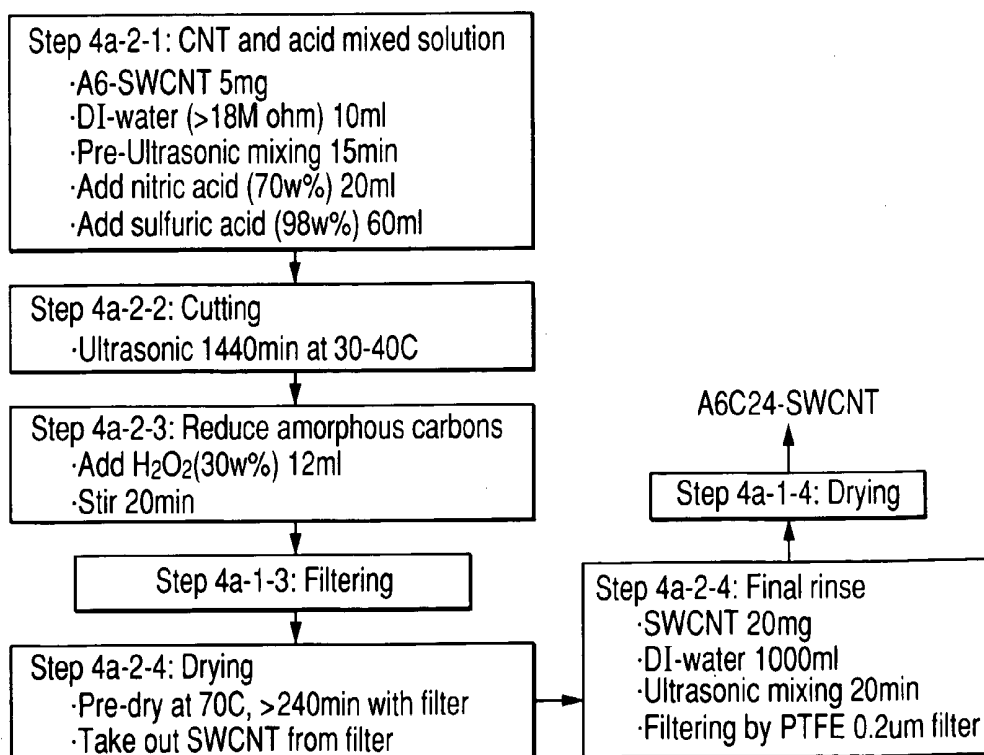 Step 4a-2-1: CNT and acid mixed solution
·A6-SWCNT 5mg
·DI-water (>18M ohm) 10ml
·Pre-Ultrasonic mixing 15min
·Add nitric acid (70w%) 20ml
·Add sulfuric acid (98w%) 60ml
Step 4a-2-2: Cutting
·Ultrasonic 1440min at 30-40C
Step 4a-2-3: Reduce amorphous carbons
·Add H₂O₂(30w%) 12ml
·Stir 20min
Step 4a-1-3: Filtering
Step 4a-2-4: Drying
·Pre-dry at 70C, >240min with filter
·Take out SWCNT from filter
Step 4a-2-4: Final rinse
·SWCNT 20mg
·DI-water 1000ml
·Ultrasonic mixing 20min
·Filtering by PTFE 0.2um filter
Step 4a-1-4: Drying
A6C24-SWCNT